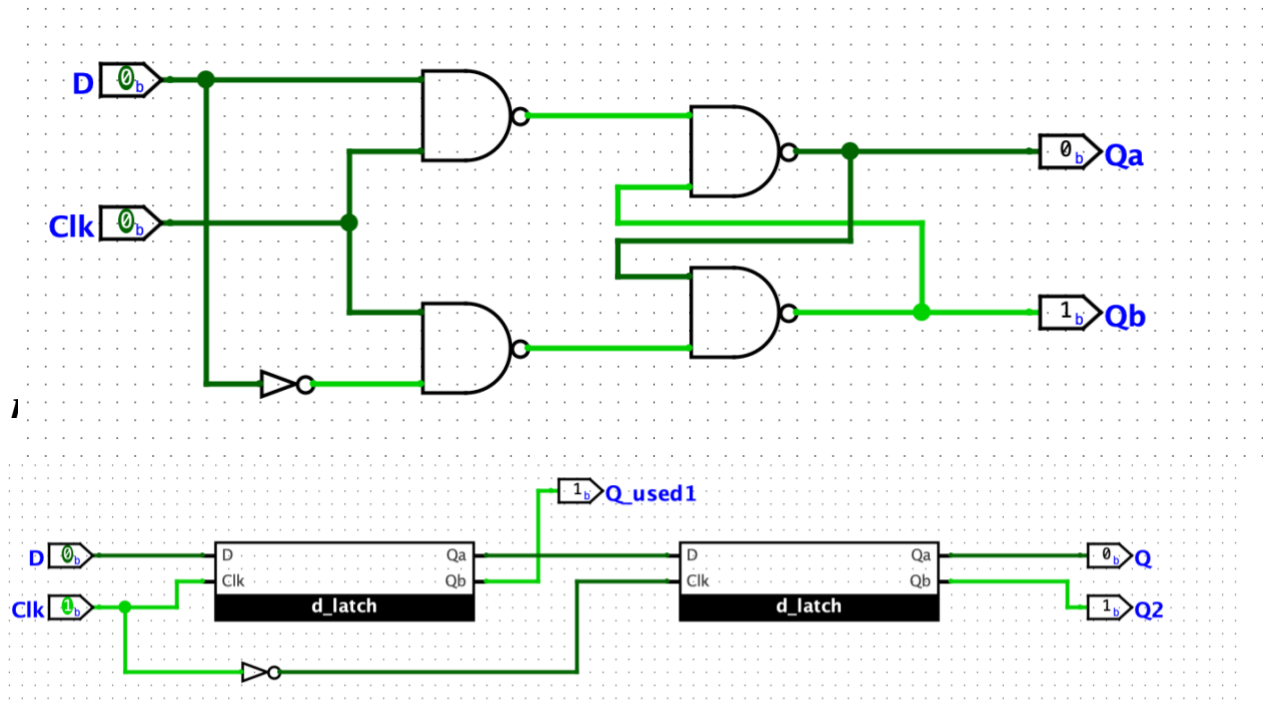 D 0b
0b Qa
Clk 0b
1b Qb
1b Q_used1
D 0b D Qa D Qa 0b Q
Clk Qb Clk Qb
Clk 1b d_latch d_latch 1b Q2